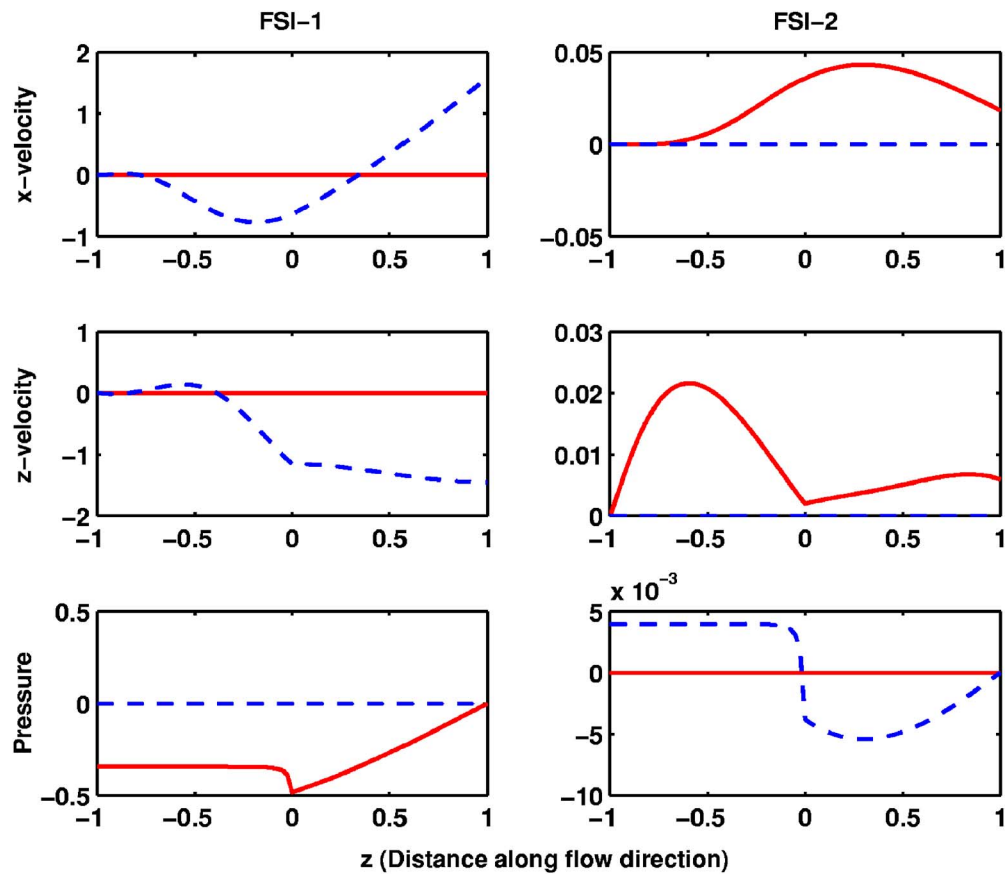 FSI−1
FSI−2
x−velocity
2
1
0
−1
−1 −0.5 0 0.5 1
0.05
0
−0.05
−1 −0.5 0 0.5 1
z−velocity
1
0
−1
−2
−1 −0.5 0 0.5 1
0.03
0.02
0.01
0
−1 −0.5 0 0.5 1
Pressure
0.5
0
−0.5
−1 −0.5 0 0.5 1
x 10⁻³
5
0
−5
−10
−1 −0.5 0 0.5 1
z (Distance along flow direction)